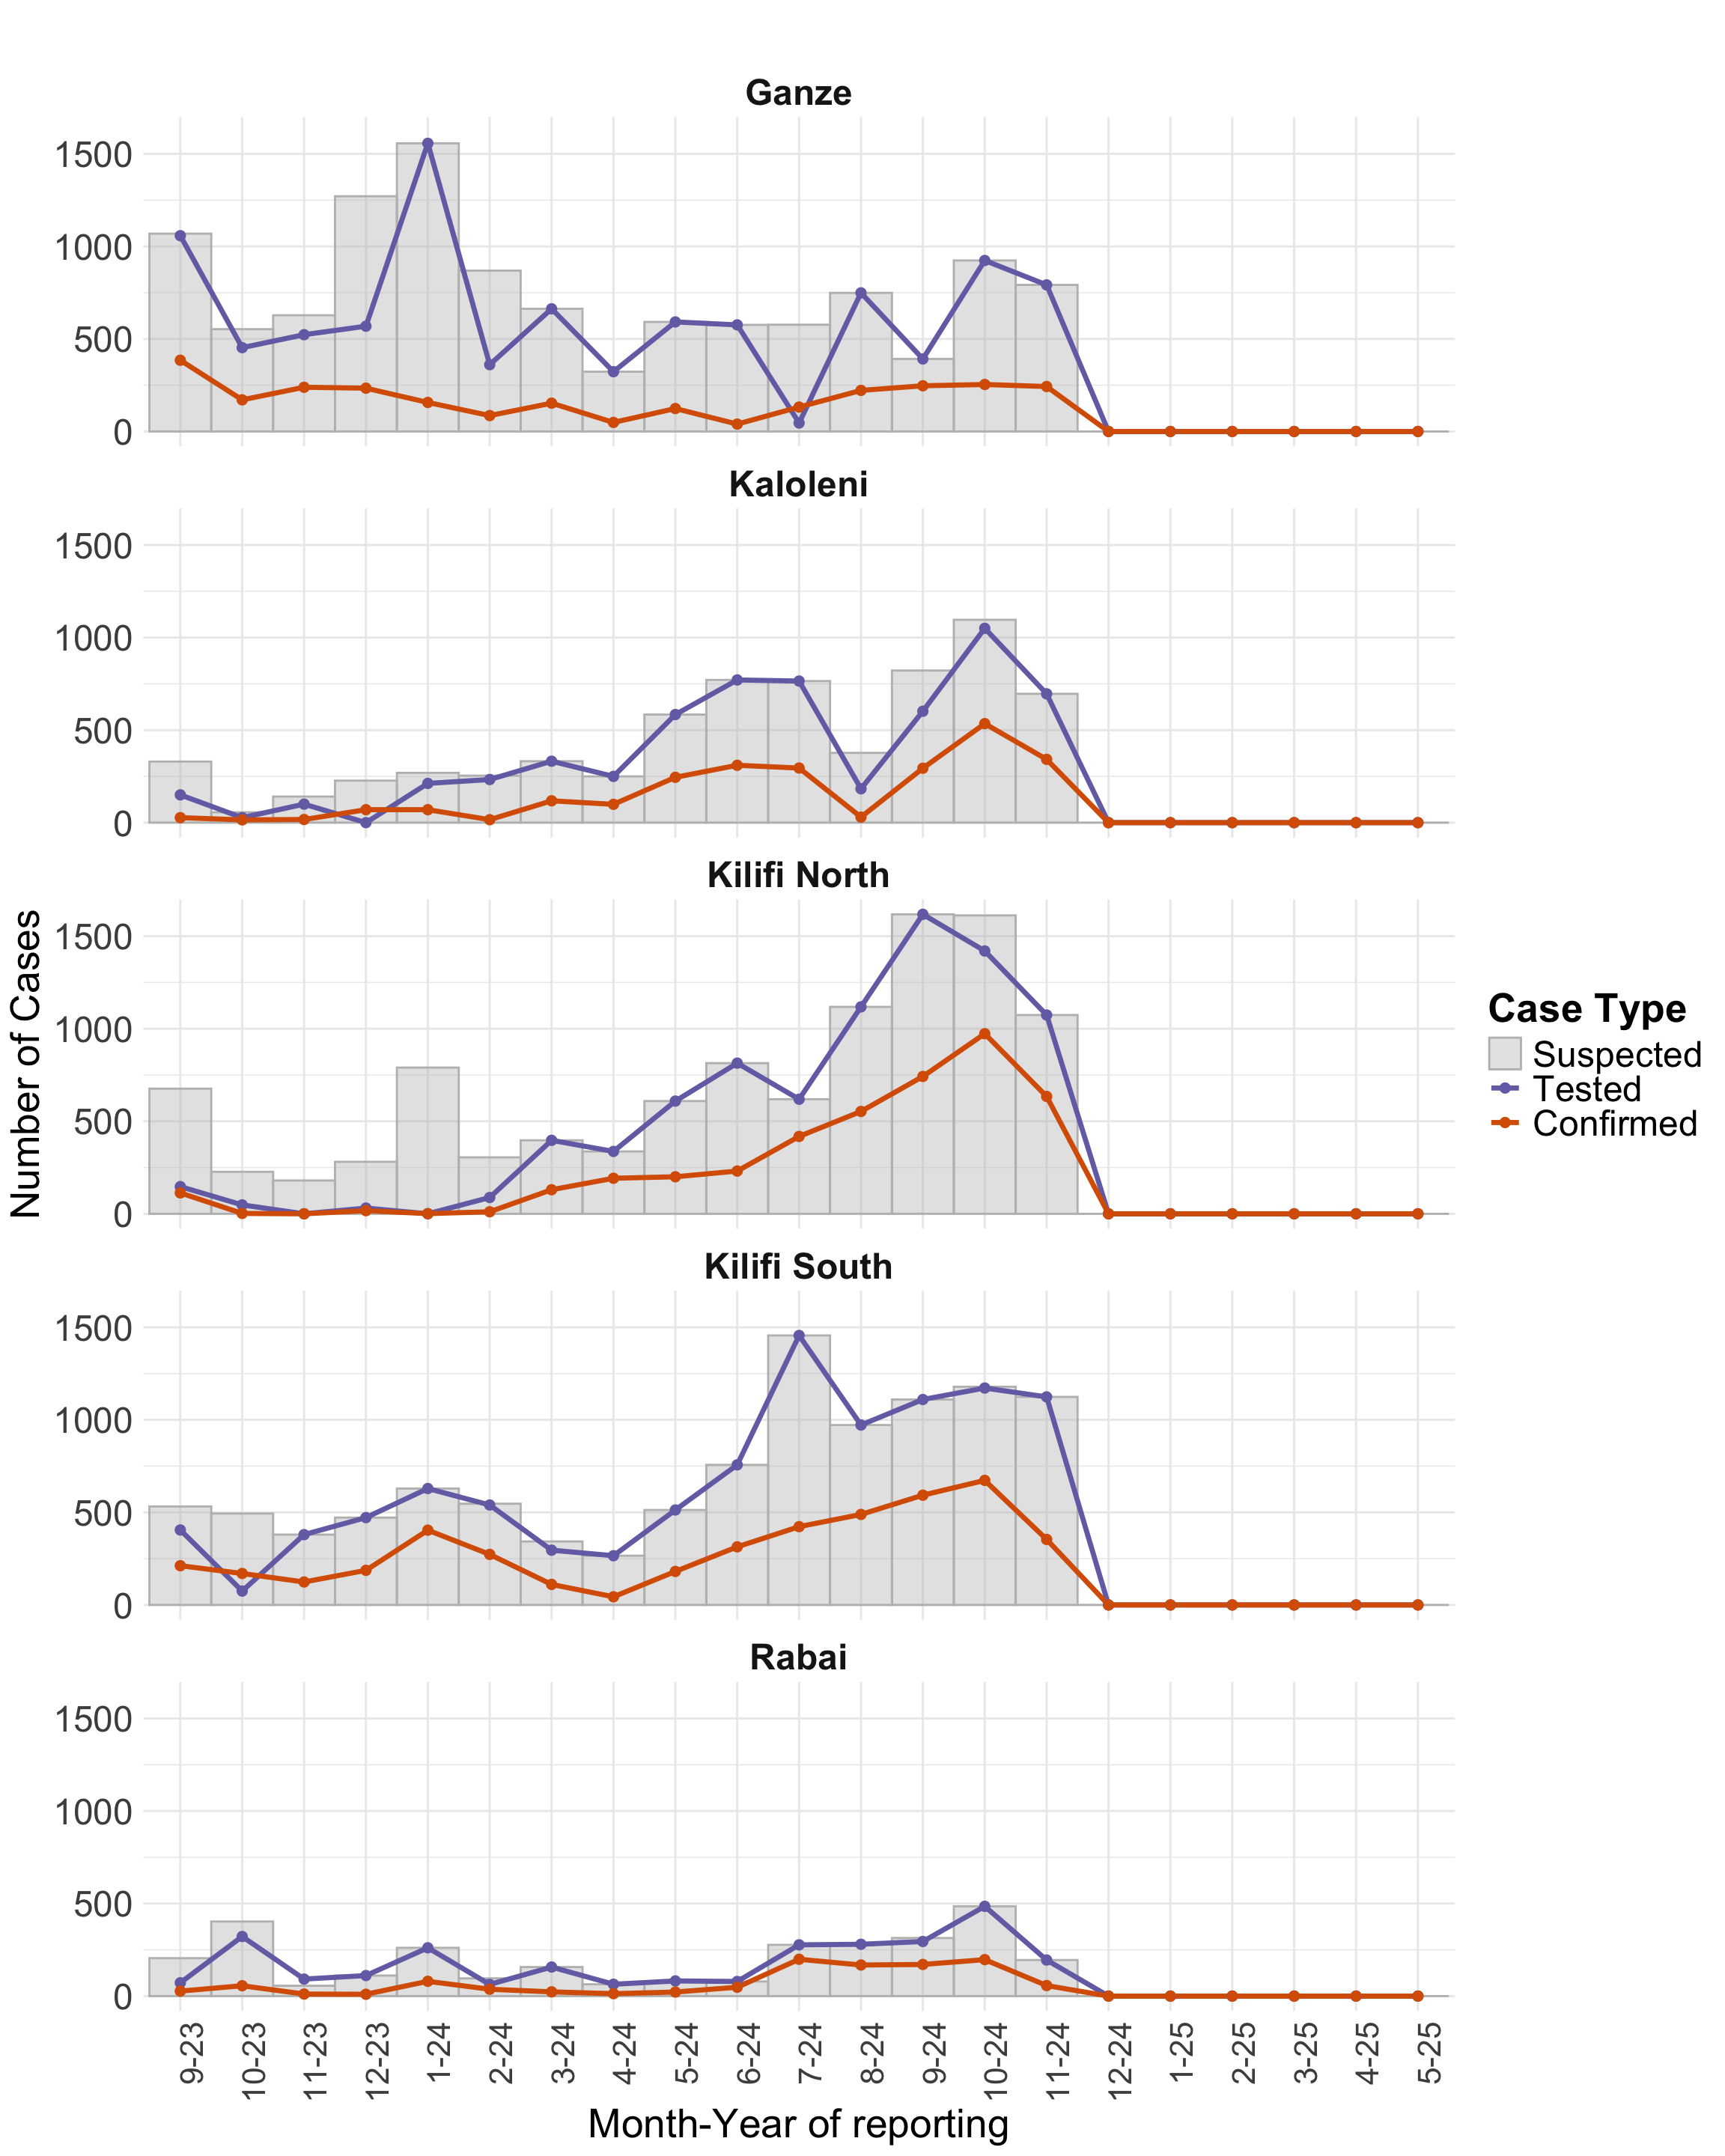 Ganze
1500
1000
500
0
Kaloleni
1500
1000
500
0
Kilifi North
1500
1000
500
0
Kilifi South
1500
1000
500
0
Rabai
1500
1000
500
0
Number of Cases
9-23 10-23 11-23 12-23 1-24 2-24 3-24 4-24 5-24 6-24 7-24 8-24 9-24 10-24 11-24 12-24 1-25 2-25 3-25 4-25 5-25
Month-Year of reporting
Case Type
Suspected
Tested
Confirmed